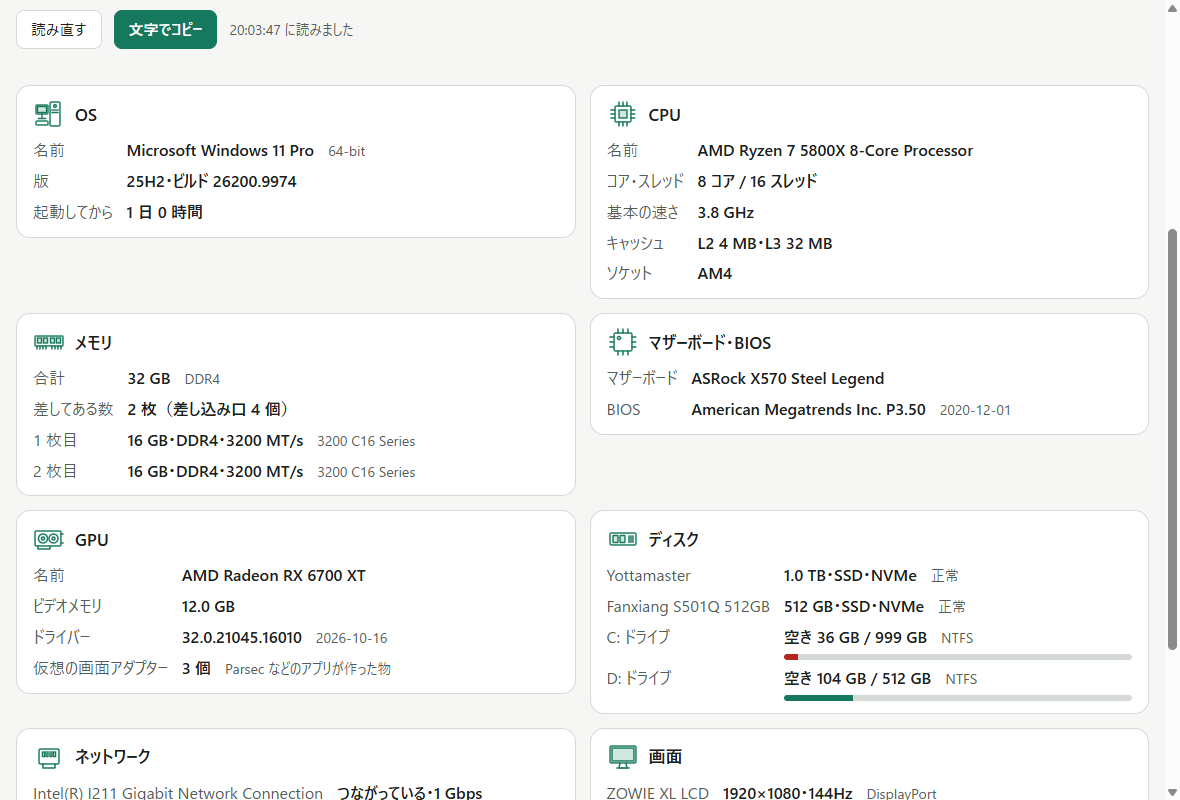 読み直す 文字でコピー 20:03:47 に読みました
OS
名前 Microsoft Windows 11 Pro 64-bit
版 25H2・ビルド 26200.9974
起動してから 1 日 0 時間
CPU
名前 AMD Ryzen 7 5800X 8-Core Processor
コア・スレッド 8 コア / 16 スレッド
基本の速さ 3.8 GHz
キャッシュ L2 4 MB・L3 32 MB
ソケット AM4
メモリ
合計 32 GB DDR4
差してある数 2 枚（差し込み口 4 個）
1 枚目 16 GB・DDR4・3200 MT/s 3200 C16 Series
2 枚目 16 GB・DDR4・3200 MT/s 3200 C16 Series
マザーボード・BIOS
マザーボード ASRock X570 Steel Legend
BIOS American Megatrends Inc. P3.50 2020-12-01
GPU
名前 AMD Radeon RX 6700 XT
ビデオメモリ 12.0 GB
ドライバー 32.0.21045.16010 2026-10-16
仮想の画面アダプター 3 個 Parsec などのアプリが作った物
ディスク
Yottamaster 1.0 TB・SSD・NVMe 正常
Fanxiang S501Q 512GB 512 GB・SSD・NVMe 正常
C: ドライブ 空き 36 GB / 999 GB NTFS
D: ドライブ 空き 104 GB / 512 GB NTFS
ネットワーク
Intel(R) I211 Gigabit Network Connection つながっている・1 Gbps
画面
ZOWIE XL LCD 1920×1080・144Hz DisplayPort